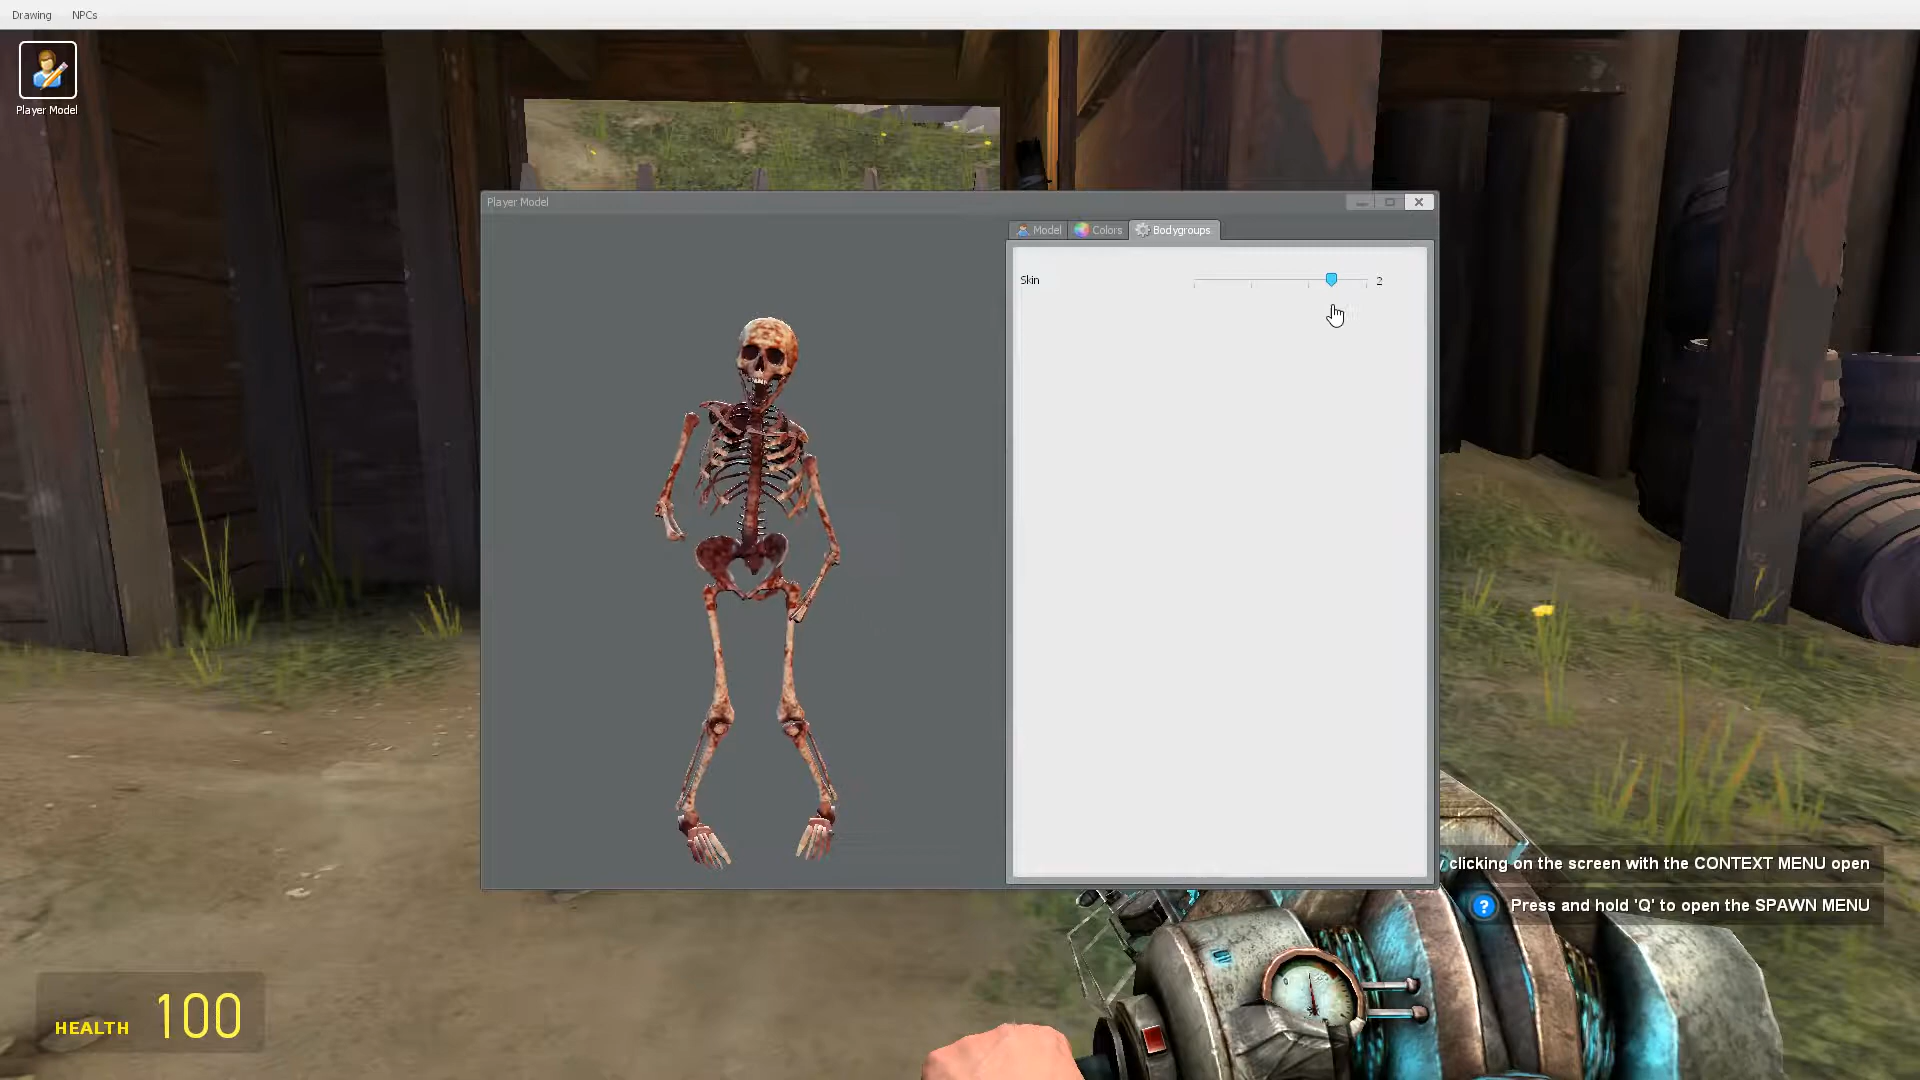 Drawing NPCs
Player Model
Player Model
Model Colors Bodygroups
Skin 2
clicking on the screen with the CONTEXT MENU open
? Press and hold 'Q' to open the SPAWN MENU
HEALTH 100